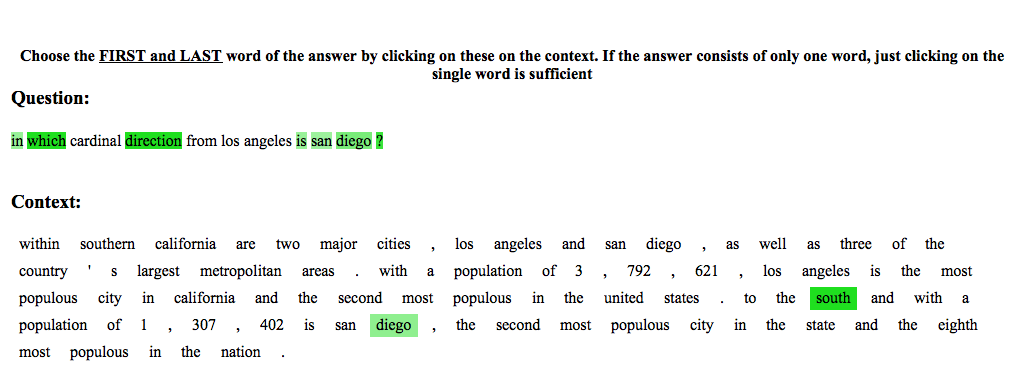 Choose the FIRST and LAST word of the answer by clicking on these on the context. If the answer consists of only one word, just clicking on the
single word is sufficient
Question:
in which cardinal direction from los angeles is san diego ?
Context:
within southern california are two major cities , los angeles and san diego , as well as three of the
country ' s largest metropolitan areas . with a population of 3 , 792 , 621 , los angeles is the most
populous city in california and the second most populous in the united states . to the south and with a
population of 1 , 307 , 402 is san diego , the second most populous city in the state and the eighth
most populous in the nation .